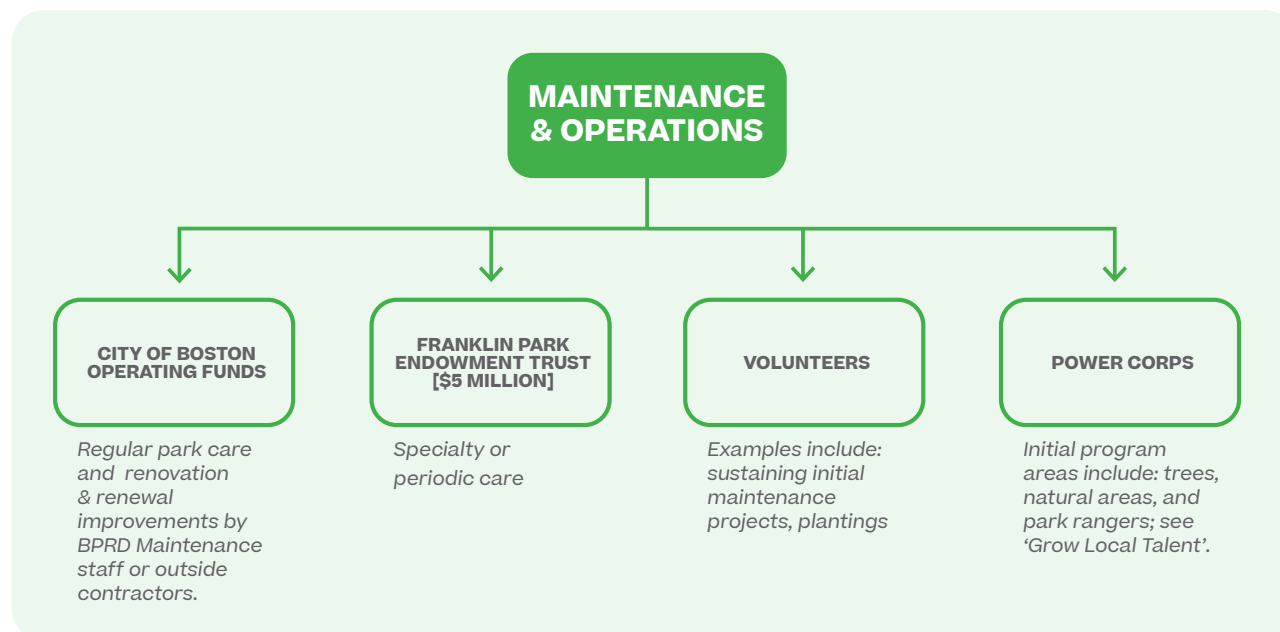 MAINTENANCE
& OPERATIONS
CITY OF BOSTON
OPERATING FUNDS
Regular park care
and renovation
& renewal
improvements by
BPRD Maintenance
staff or outside
contractors.
FRANKLIN PARK
ENDOWMENT TRUST
[$5 MILLION]
Specialty or
periodic care
VOLUNTEERS
Examples include:
sustaining initial
maintenance
projects, plantings
POWER CORPS
Initial program
areas include: trees,
natural areas, and
park rangers; see
‘Grow Local Talent’.